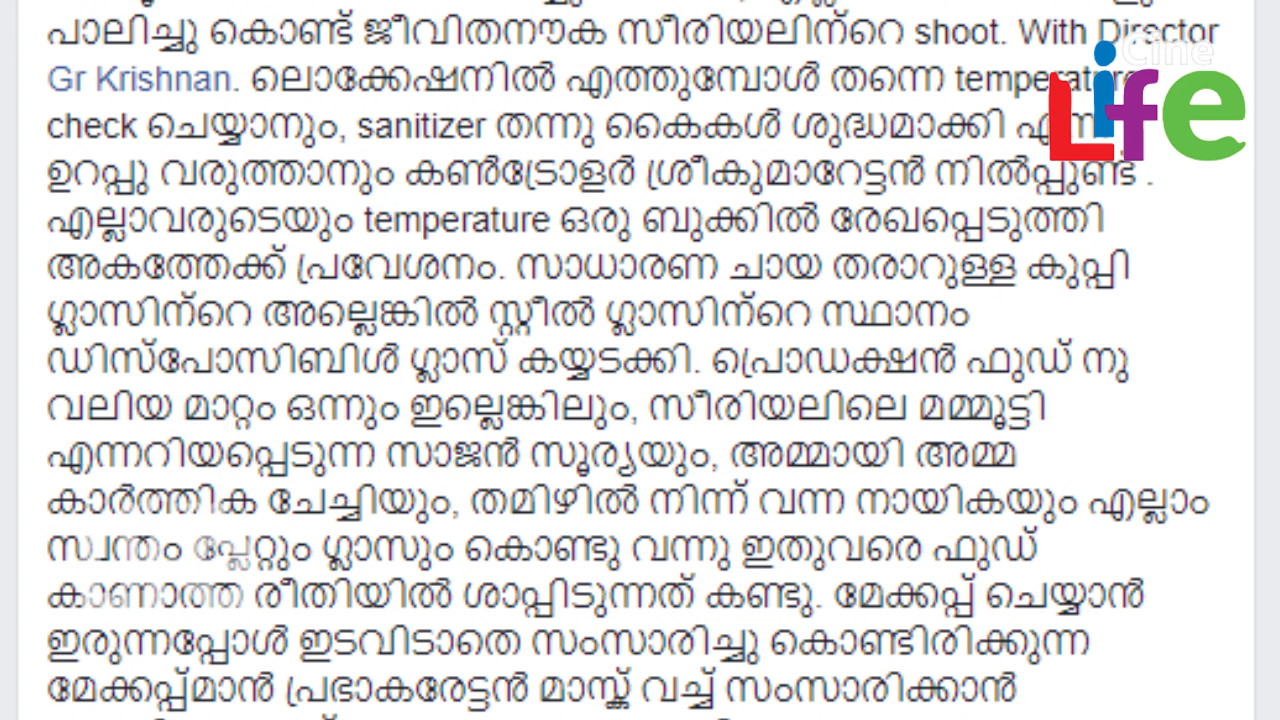 പാലിച്ചു കൊണ്ട് ജീവിതനൗക സീരിയലിന്റെ shoot. With Director
Gr Krishnan. ലൊക്കേഷനിൽ എത്തുമ്പോൾ തന്നെ temperature
check ചെയ്യാനും, sanitizer തന്നു കൈകൾ ശുദ്ധമാക്കി
ഉറപ്പു വരുത്താനും കൺട്രോളർ ശ്രീകുമാറേട്ടൻ നിൽപ്പുണ്ട് .
എല്ലാവരുടെയും temperature ഒരു ബുക്കിൽ രേഖപ്പെടുത്തി
അകത്തേക്ക് പ്രവേശനം. സാധാരണ ചായ തരാറുള്ള കുപ്പി
ഗ്ലാസിന്റെ അല്ലെങ്കിൽ സ്റ്റീൽ ഗ്ലാസിന്റെ സ്ഥാനം
ഡിസ്പോസിബിൾ ഗ്ലാസ് കയ്യടക്കി. പ്രൊഡക്ഷൻ ഫുഡ് നു
വലിയ മാറ്റം ഒന്നും ഇല്ലെങ്കിലും, സീരിയലിലെ മമ്മൂട്ടി
എന്നറിയപ്പെടുന്ന സാജൻ സൂര്യയും, അമ്മായി അമ്മ
കാർത്തിക ചേച്ചിയും, തമിഴിൽ നിന്ന് വന്ന നായികയും എല്ലാം
സ്വന്തം പ്ലേറ്റും ഗ്ലാസും കൊണ്ടു വന്നു ഇതുവരെ ഫുഡ്
കാണാത്ത രീതിയിൽ ശാപ്പിടുന്നത് കണ്ടു. മേക്കപ്പ് ചെയ്യാൻ
ഇരുന്നപ്പോൾ ഇടവിടാതെ സംസാരിച്ചു കൊണ്ടിരിക്കുന്ന
മേക്കപ്പ്മാൻ പ്രഭാകരേട്ടൻ മാസ്ക് വച്ച് സംസാരിക്കാൻ
Cine
Life